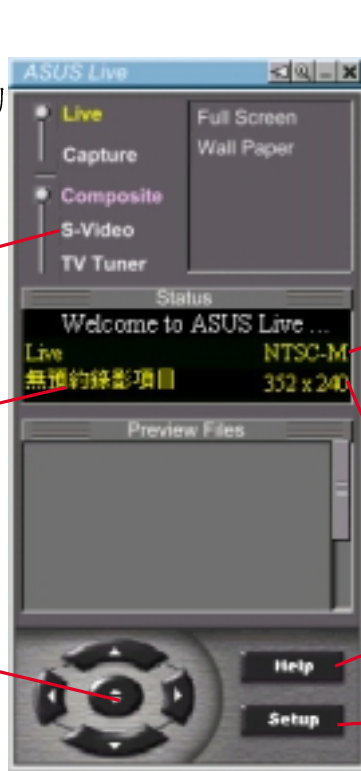 ASUS Live
Live
Capture
Composite
S-Video
TV Tuner
Full Screen
Wall Paper
Status
Welcome to ASUS Live ...
Live NTSC-M
無預約錄影項目 352 x 240
Preview Files
Help
Setup